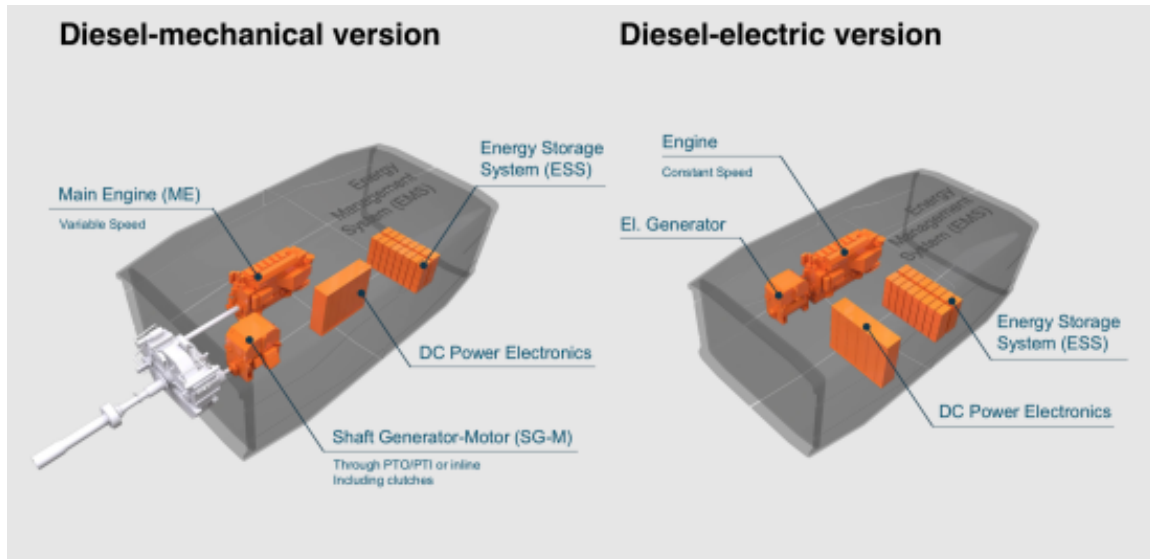 Diesel-mechanical version
Main Engine (ME)
Variable Speed
Energy Storage
System (ESS)
Energy
Management
System (EMS)
DC Power Electronics
Shaft Generator-Motor (SG-M)
Through PTO/PTI or inline
Including clutches
Diesel-electric version
Engine
Constant Speed
El. Generator
Energy
Management
System (EMS)
Energy Storage
System (ESS)
DC Power Electronics